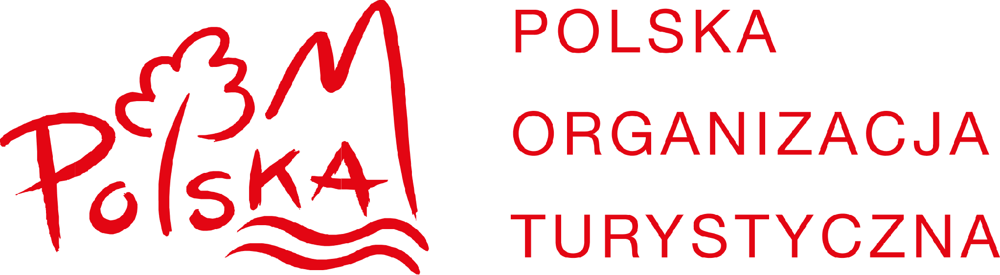 Polska
POLSKA
ORGANIZACJA
TURYSTYCZNA